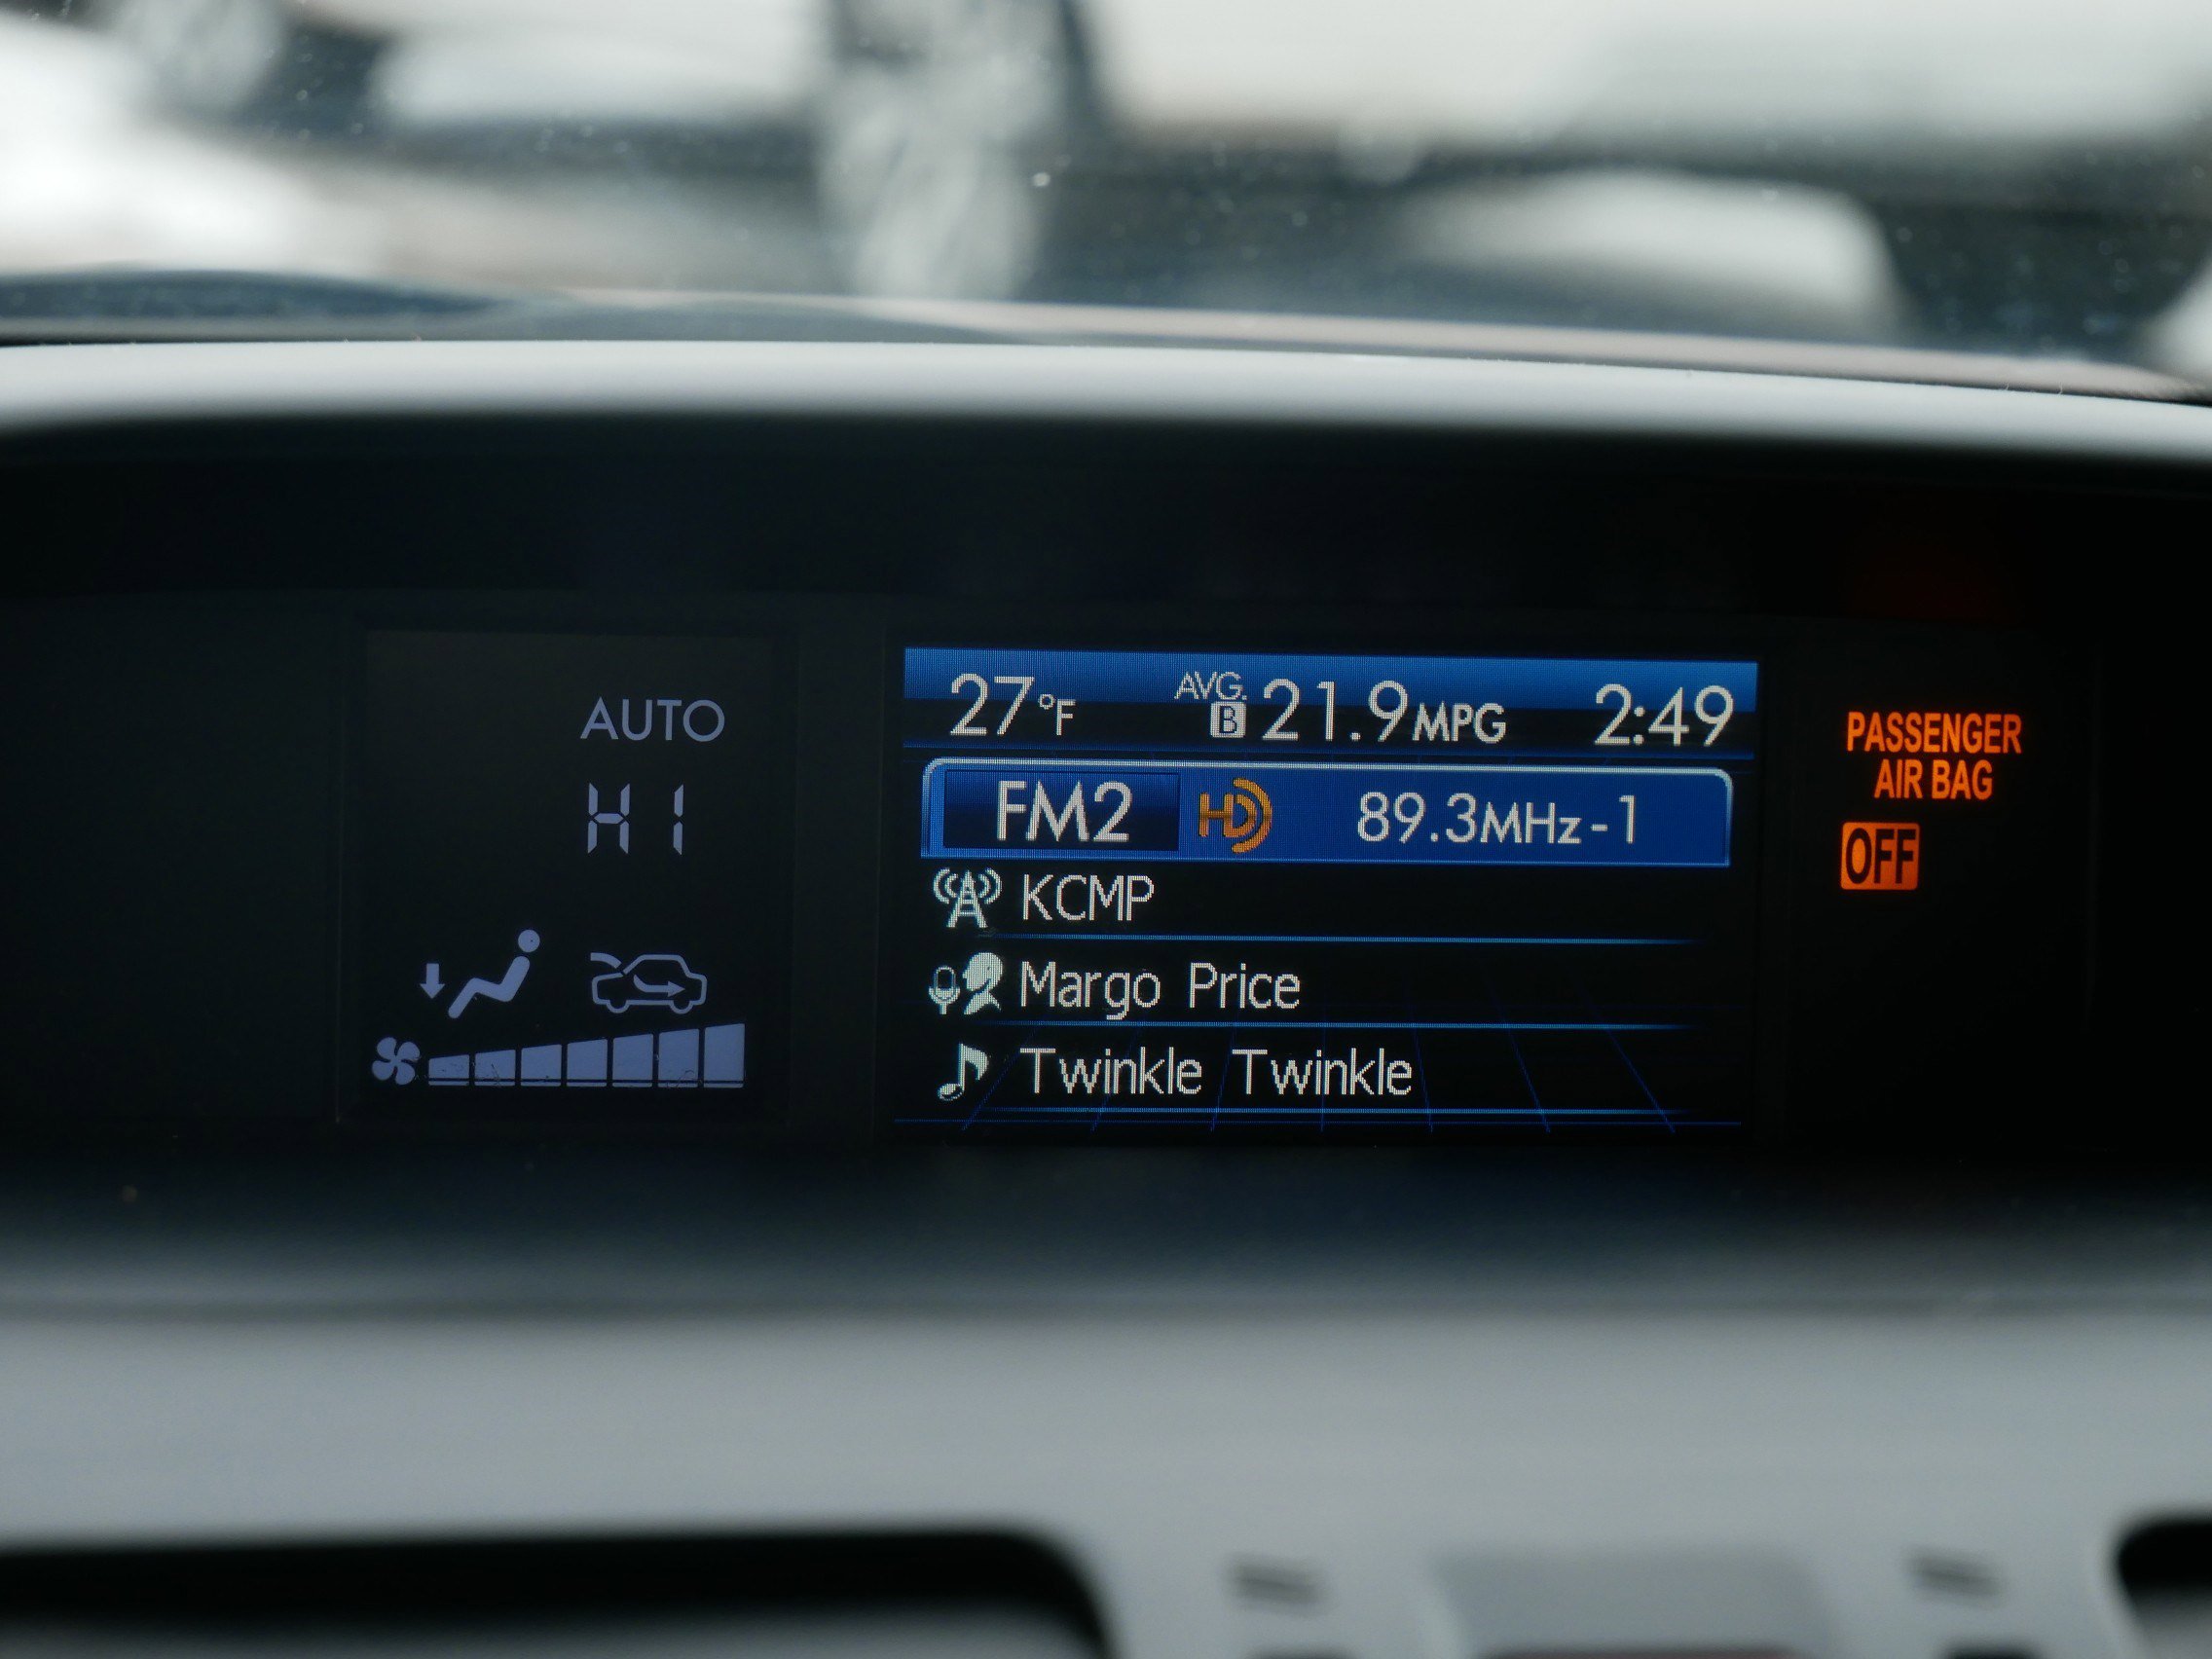 AUTO
HI
27°F AVG. B 21.9MPG 2:49
FM2 HD 89.3MHz-1
KCMP
Margo Price
Twinkle Twinkle
PASSENGER
AIR BAG
OFF